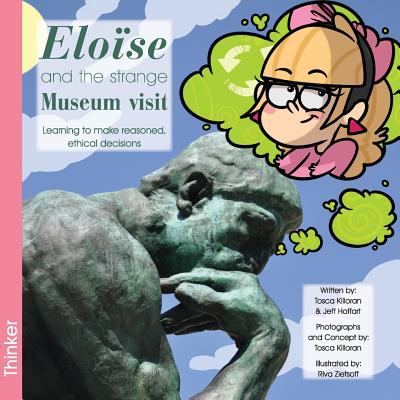 Eloïse
and the strange
Museum visit
Learning to make reasoned,
ethical decisions
Written by:
Tosca Killoran
& Jeff Hoffart
Photographs
and Concept by:
Tosca Killoran
Illustrated by:
Riva Zietsoff
Thinker